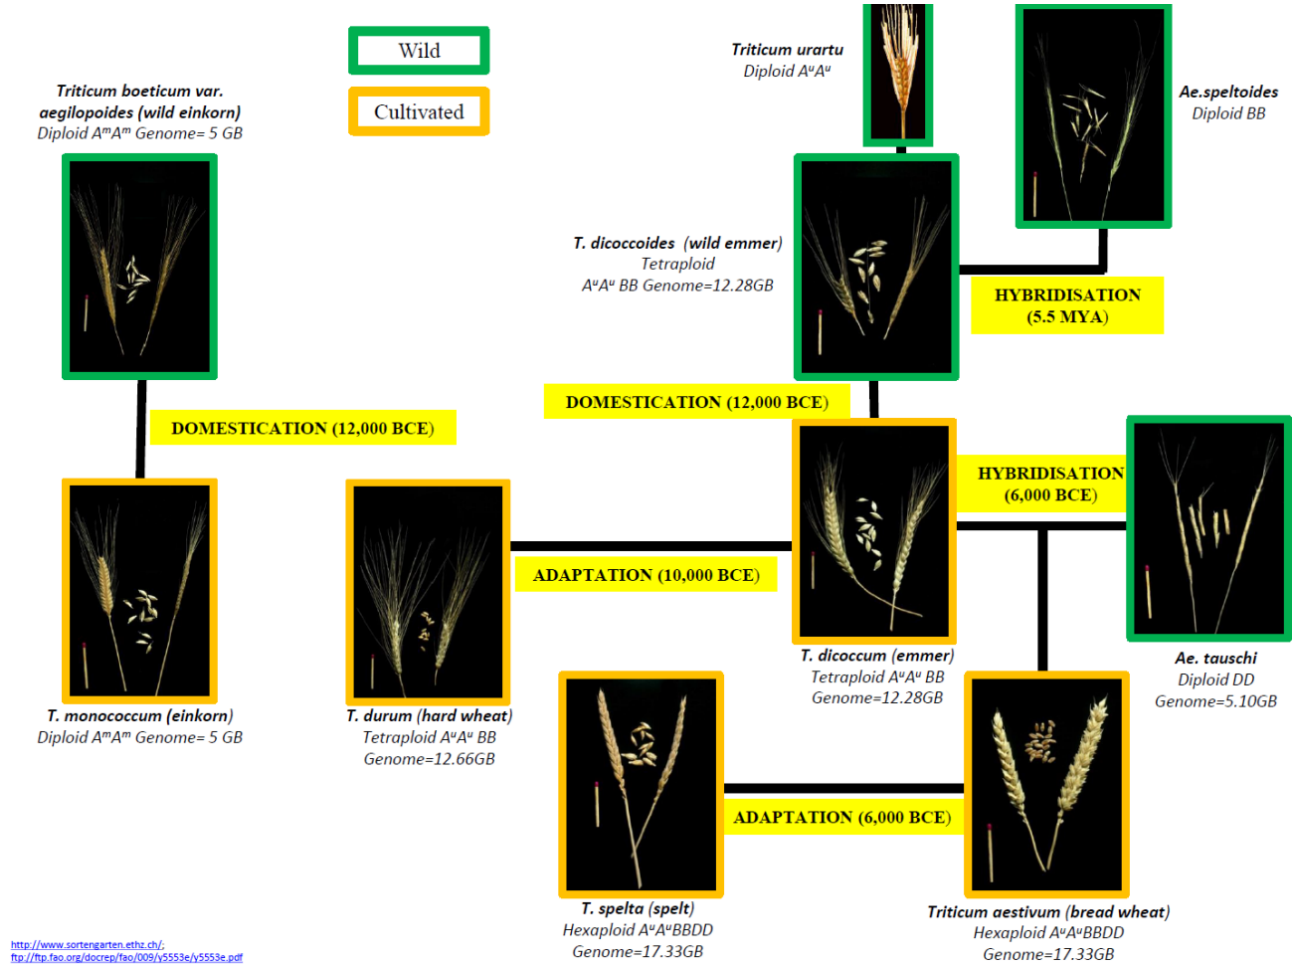 Wild
Cultivated
Triticum boeticum var.
aegilopoides (wild einkorn)
Diploid AᵐAᵐ Genome= 5 GB
Triticum urartu
Diploid AᵘAᵘ
Ae.speltoides
Diploid BB
T. dicoccoides (wild emmer)
Tetraploid
AᵘAᵘ BB Genome=12.28GB
HYBRIDISATION
(5.5 MYA)
DOMESTICATION (12,000 BCE)
DOMESTICATION (12,000 BCE)
HYBRIDISATION
(6,000 BCE)
ADAPTATION (10,000 BCE)
T. monococcum (einkorn)
Diploid AᵐAᵐ Genome= 5 GB
T. durum (hard wheat)
Tetraploid AᵘAᵘ BB
Genome=12.66GB
T. dicoccum (emmer)
Tetraploid AᵘAᵘ BB
Genome=12.28GB
Ae. tauschi
Diploid DD
Genome=5.10GB
ADAPTATION (6,000 BCE)
T. spelta (spelt)
Hexaploid AᵘAᵘBBDD
Genome=17.33GB
Triticum aestivum (bread wheat)
Hexaploid AᵘAᵘBBDD
Genome=17.33GB
http://www.sortengarten.ethz.ch/;
ftp://ftp.fao.org/docrep/fao/009/y5553e/y5553e.pdf